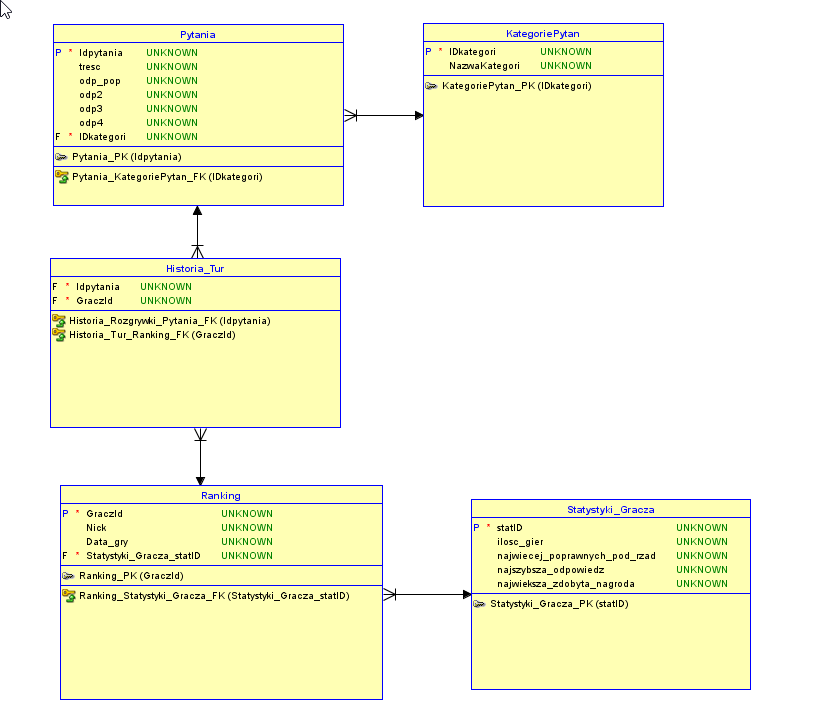 Pytania
P * Idpytania UNKNOWN
tresc UNKNOWN
odp_pop UNKNOWN
odp2 UNKNOWN
odp3 UNKNOWN
odp4 UNKNOWN
F * IDkategori UNKNOWN
Pytania_PK (Idpytania)
Pytania_KategoriePytan_FK (IDkategori)
KategoriePytan
P * IDkategori UNKNOWN
NazwaKategori UNKNOWN
KategoriePytan_PK (IDkategori)
Historia_Tur
F * Idpytania UNKNOWN
F * GraczId UNKNOWN
Historia_Rozgrywki_Pytania_FK (Idpytania)
Historia_Tur_Ranking_FK (GraczId)
Ranking
P * GraczId UNKNOWN
Nick UNKNOWN
Data_gry UNKNOWN
F * Statystyki_Gracza_statID UNKNOWN
Ranking_PK (GraczId)
Ranking_Statystyki_Gracza_FK (Statystyki_Gracza_statID)
Statystyki_Gracza
P * statID UNKNOWN
ilosc_gier UNKNOWN
najwiecej_poprawnych_pod_rzad UNKNOWN
najszybsza_odpowiedz UNKNOWN
najwieksza_zdobyta_nagroda UNKNOWN
Statystyki_Gracza_PK (statID)